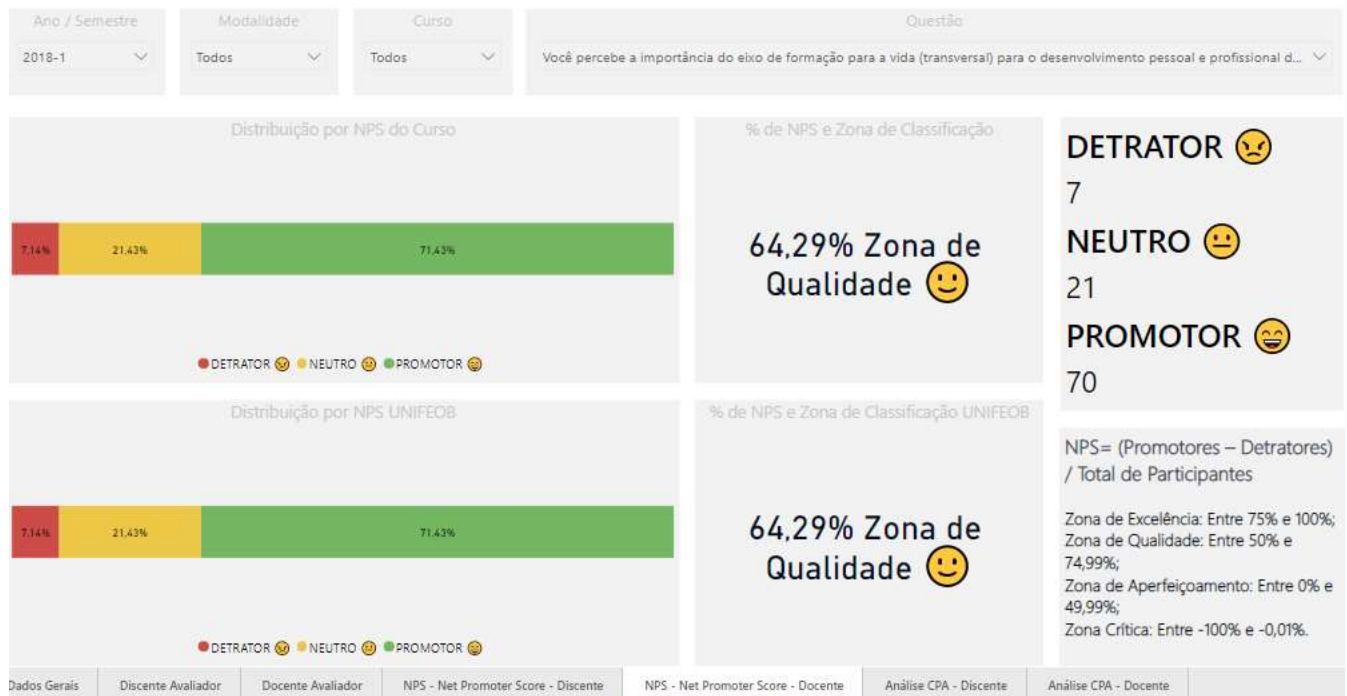 Ano / Semestre
Modalidade
Curso
Questão
2018-1
Todos
Todos
Você percebe a importância do eixo de formação para a vida (transversal) para o desenvolvimento pessoal e profissional d...
Distribuição por NPS do Curso
7,14%
21,43%
71,43%
DETRATOR 😠 NEUTRO 😐 PROMOTOR 😄
% de NPS e Zona de Classificação
64,29% Zona de
Qualidade 🙂
DETRATOR 😠
7
NEUTRO 😐
21
PROMOTOR 😄
70
Distribuição por NPS UNIFEOB
7,14%
21,43%
71,43%
DETRATOR 😠 NEUTRO 😐 PROMOTOR 😄
% de NPS e Zona de Classificação UNIFEOB
64,29% Zona de
Qualidade 🙂
NPS= (Promotores – Detratores)
/ Total de Participantes
Zona de Excelência: Entre 75% e 100%;
Zona de Qualidade: Entre 50% e
74,99%;
Zona de Aperfeiçoamento: Entre 0% e
49,99%;
Zona Crítica: Entre -100% e -0,01%.
Dados Gerais
Discente Avaliador
Docente Avaliador
NPS - Net Promoter Score - Discente
NPS - Net Promoter Score - Docente
Análise CPA - Discente
Análise CPA - Docente